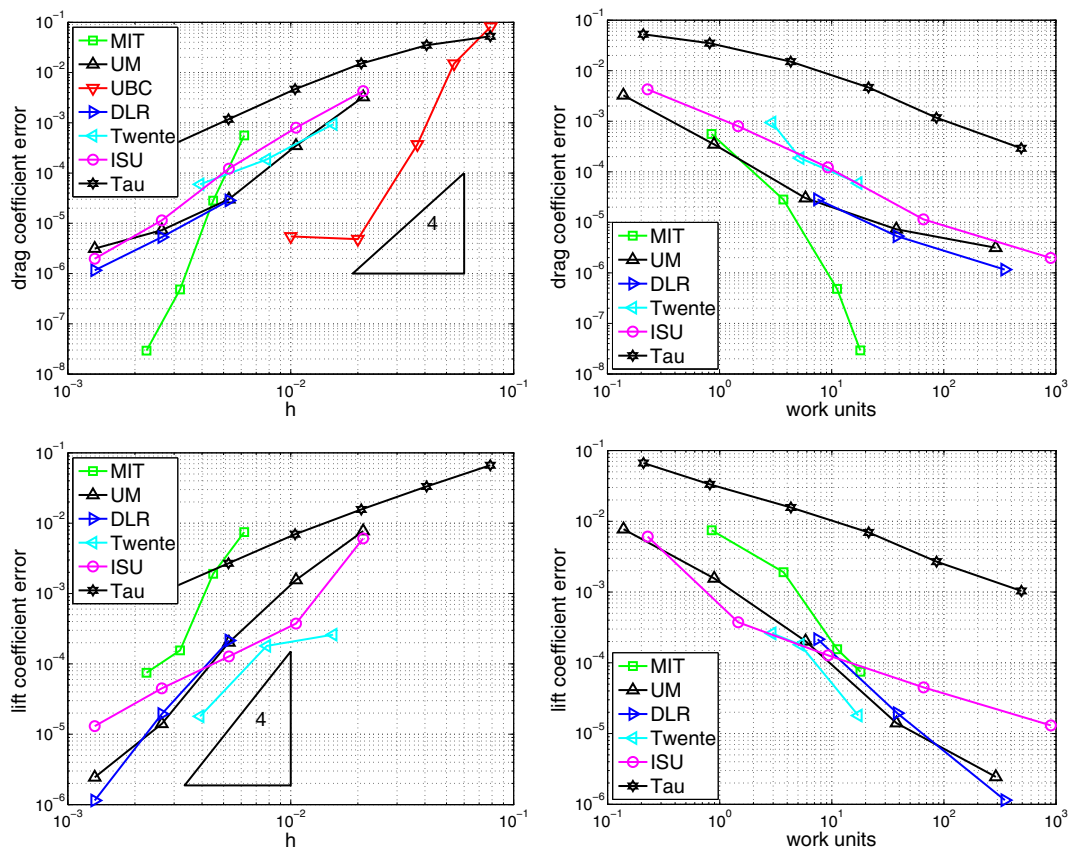 10^-1
10^-2
10^-3
10^-4
10^-5
10^-6
10^-7
10^-8
drag coefficient error
MIT
UM
UBC
DLR
Twente
ISU
Tau
4
10^-3
10^-2
10^-1
h
10^-1
10^-2
10^-3
10^-4
10^-5
10^-6
10^-7
10^-8
drag coefficient error
MIT
UM
DLR
Twente
ISU
Tau
10^-1
10^0
10^1
10^2
10^3
work units
10^-1
10^-2
10^-3
10^-4
10^-5
10^-6
lift coefficient error
MIT
UM
DLR
Twente
ISU
Tau
4
10^-3
10^-2
10^-1
h
10^-1
10^-2
10^-3
10^-4
10^-5
10^-6
lift coefficient error
MIT
UM
DLR
Twente
ISU
Tau
10^-1
10^0
10^1
10^2
10^3
work units